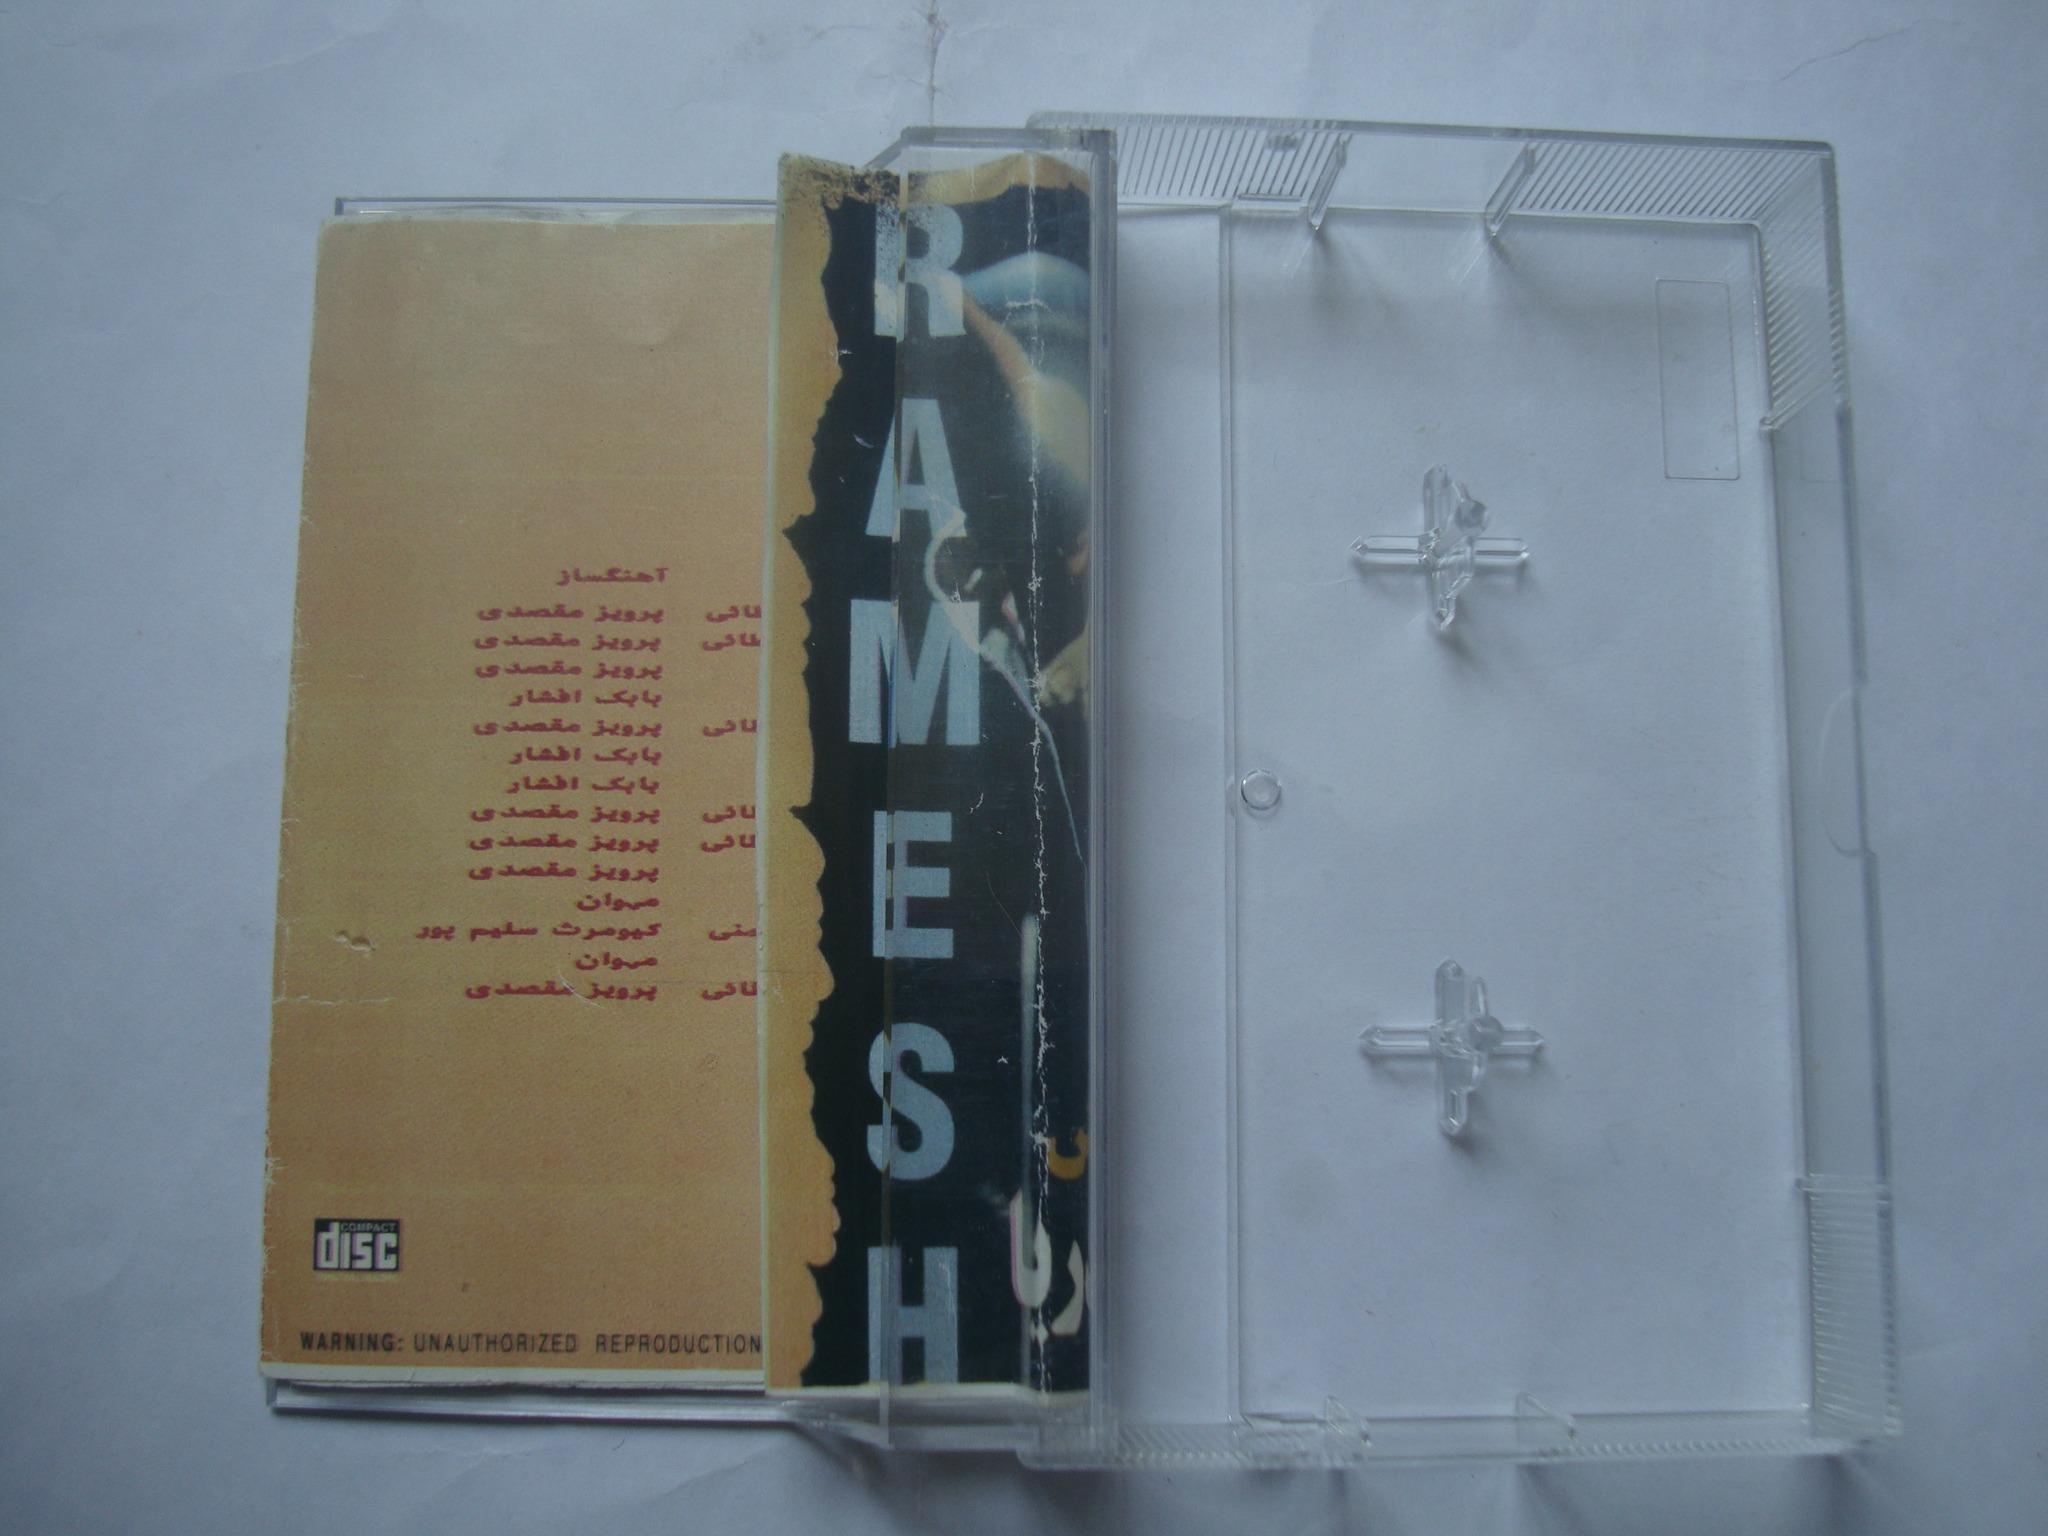 آهنگساز
پرویز مقصدی
پرویز مقصدی
پرویز مقصدی
بابک افشار
پرویز مقصدی
بابک افشار
بابک افشار
پرویز مقصدی
پرویز مقصدی
پرویز مقصدی
مهوان
کیومرث سلیم پور
مهوان
پرویز مقصدی
COMPACT
disc
WARNING: UNAUTHORIZED REPRODUCTION
RAMESH